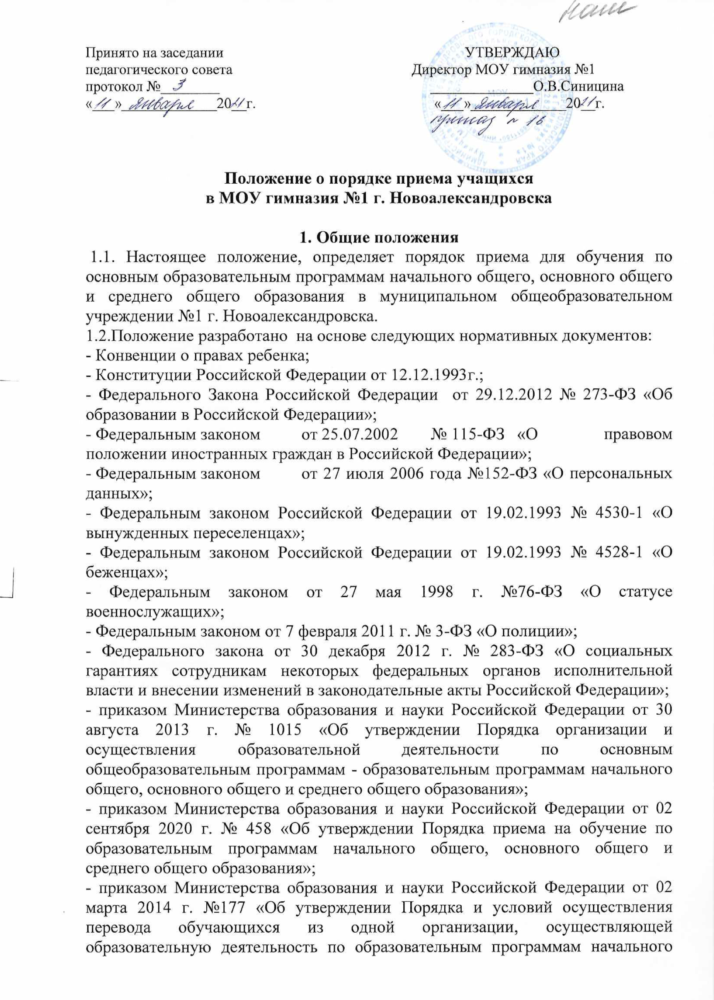 Принято на заседании
педагогического совета
протокол № 3
«11» января 2021 г.
УТВЕРЖДАЮ
Директор МОУ гимназия №1
О.В.Синицина
«11» января 2021 г.
приказ № 16
Положение о порядке приема учащихся
в МОУ гимназия №1 г. Новоалександровска
1. Общие положения
1.1. Настоящее положение, определяет порядок приема для обучения по
основным образовательным программам начального общего, основного общего
и среднего общего образования в муниципальном общеобразовательном
учреждении №1 г. Новоалександровска.
1.2.Положение разработано на основе следующих нормативных документов:
- Конвенции о правах ребенка;
- Конституции Российской Федерации от 12.12.1993г.;
- Федерального Закона Российской Федерации от 29.12.2012 № 273-ФЗ «Об
образовании в Российской Федерации»;
- Федеральным законом от 25.07.2002 № 115-ФЗ «О правовом
положении иностранных граждан в Российской Федерации»;
- Федеральным законом от 27 июля 2006 года №152-ФЗ «О персональных
данных»;
- Федеральным законом Российской Федерации от 19.02.1993 № 4530-1 «О
вынужденных переселенцах»;
- Федеральным законом Российской Федерации от 19.02.1993 № 4528-1 «О
беженцах»;
- Федеральным законом от 27 мая 1998 г. №76-ФЗ «О статусе
военнослужащих»;
- Федеральным законом от 7 февраля 2011 г. № 3-ФЗ «О полиции»;
- Федерального закона от 30 декабря 2012 г. № 283-ФЗ «О социальных
гарантиях сотрудникам некоторых федеральных органов исполнительной
власти и внесении изменений в законодательные акты Российской Федерации»;
- приказом Министерства образования и науки Российской Федерации от 30
августа 2013 г. № 1015 «Об утверждении Порядка организации и
осуществления образовательной деятельности по основным
общеобразовательным программам - образовательным программам начального
общего, основного общего и среднего общего образования»;
- приказом Министерства образования и науки Российской Федерации от 02
сентября 2020 г. № 458 «Об утверждении Порядка приема на обучение по
образовательным программам начального общего, основного общего и
среднего общего образования»;
- приказом Министерства образования и науки Российской Федерации от 02
марта 2014 г. №177 «Об утверждении Порядка и условий осуществления
перевода обучающихся из одной организации, осуществляющей
образовательную деятельность по образовательным программам начального